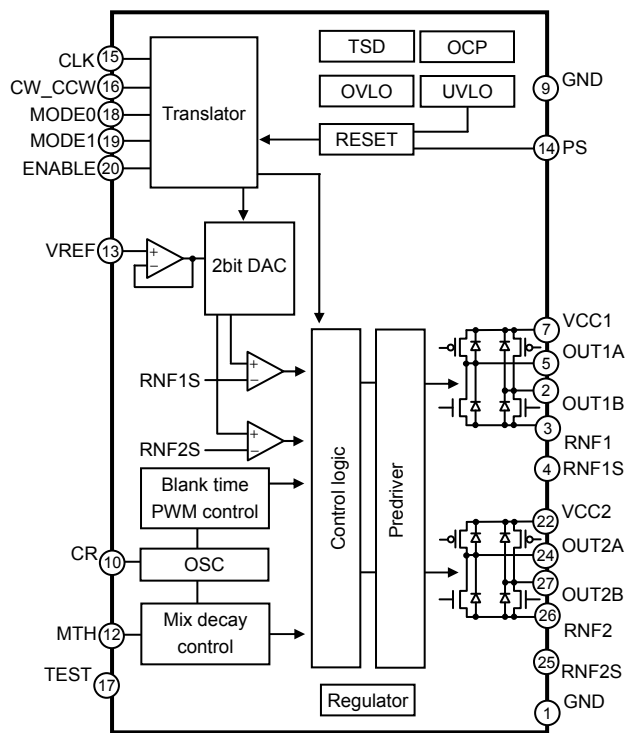 CLK 15
CW_CCW 16
MODE0 18
MODE1 19
ENABLE 20
Translator
TSD
OCP
OVLO
UVLO
RESET
9 GND
14 PS
VREF 13
+
−
2bit DAC
RNF1S
+
−
RNF2S
+
−
Blank time
PWM control
CR 10
OSC
MTH 12
Mix decay
control
TEST 17
Control logic
Predriver
Regulator
7 VCC1
5 OUT1A
2 OUT1B
3 RNF1
4 RNF1S
22 VCC2
24 OUT2A
27 OUT2B
26 RNF2
25 RNF2S
1 GND